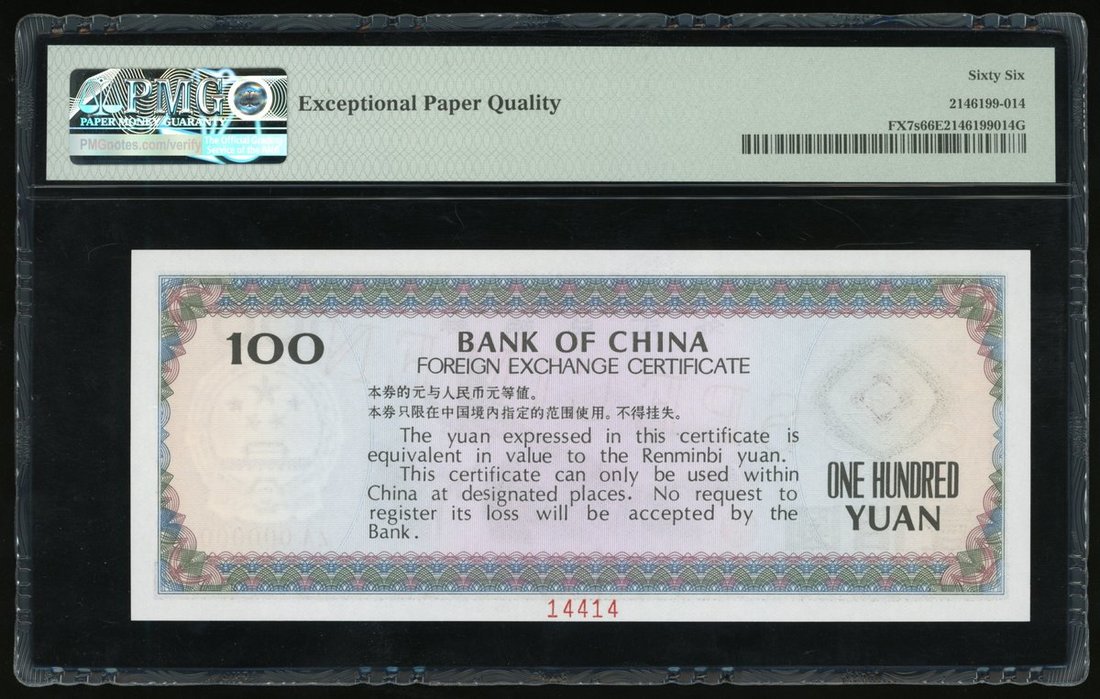 PMG
PAPER MONEY GUARANTY
PMGnotes.com/verify
Exceptional Paper Quality
Sixty Six
2146199-014
FX7s66E2146199014G
100
BANK OF CHINA
FOREIGN EXCHANGE CERTIFICATE
本券的元与人民币元等值。
本券只限在中国境内指定的范围使用。不得挂失。
The yuan expressed in this certificate is
equivalent in value to the Renminbi yuan.
This certificate can only be used within
China at designated places. No request to
register its loss will be accepted by the
Bank.
ONE HUNDRED
YUAN
14414